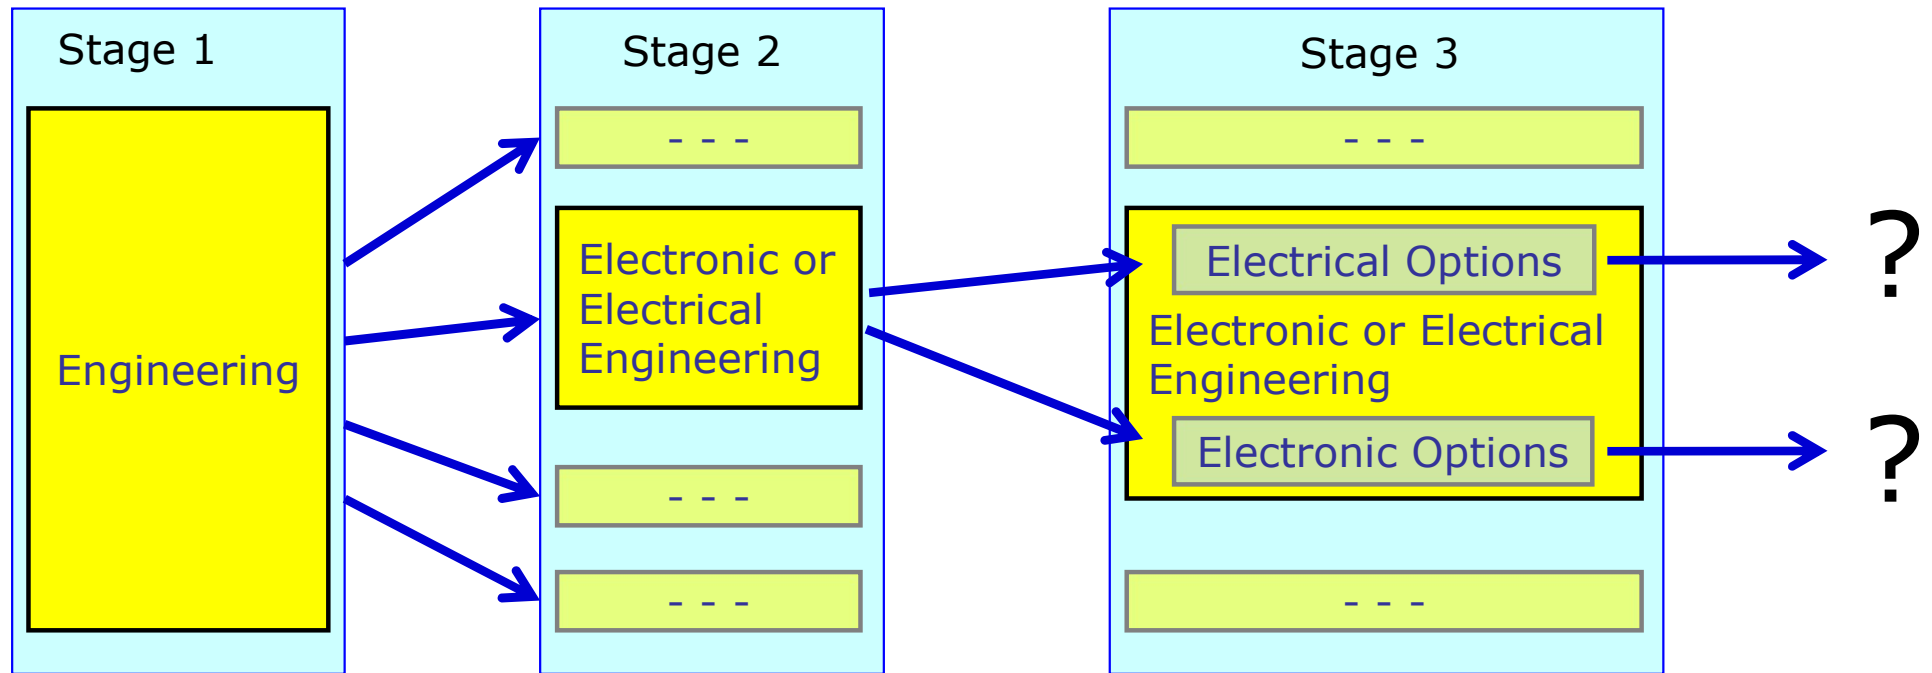 Stage 1
Engineering
Stage 2
- - -
Electronic or
Electrical
Engineering
- - -
- - -
Stage 3
- - -
Electrical Options
Electronic or Electrical
Engineering
Electronic Options
- - -
?
?